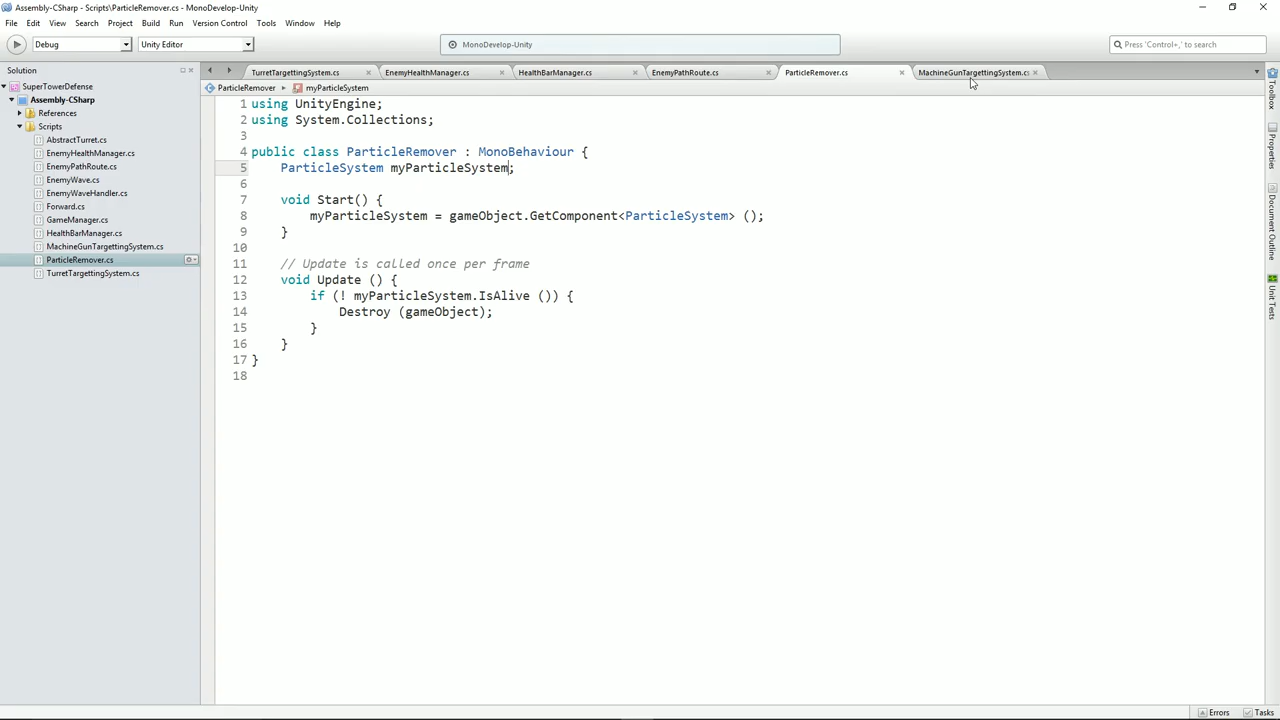 Assembly-CSharp - Scripts\ParticleRemover.cs - MonoDevelop-Unity
File Edit View Search Project Build Run Version Control Tools Window Help
Debug Unity Editor MonoDevelop-Unity Press 'Control+,' to search
Solution
TurretTargettingSystem.cs EnemyHealthManager.cs HealthBarManager.cs EnemyPathRoute.cs ParticleRemover.cs MachineGunTargettingSystem.cs
SuperTowerDefense
Assembly-CSharp
References
Scripts
AbstractTurret.cs
EnemyHealthManager.cs
EnemyPathRoute.cs
EnemyWave.cs
EnemyWaveHandler.cs
Forward.cs
GameManager.cs
HealthBarManager.cs
MachineGunTargettingSystem.cs
ParticleRemover.cs
TurretTargettingSystem.cs
ParticleRemover myParticleSystem
1 using UnityEngine;
2 using System.Collections;
3
4 public class ParticleRemover : MonoBehaviour {
5 ParticleSystem myParticleSystem;
6
7 void Start() {
8 myParticleSystem = gameObject.GetComponent<ParticleSystem> ();
9 }
10
11 // Update is called once per frame
12 void Update () {
13 if (! myParticleSystem.IsAlive ()) {
14 Destroy (gameObject);
15 }
16 }
17 }
18
Toolbox
Properties
Document Outline
Unit Tests
Errors Tasks